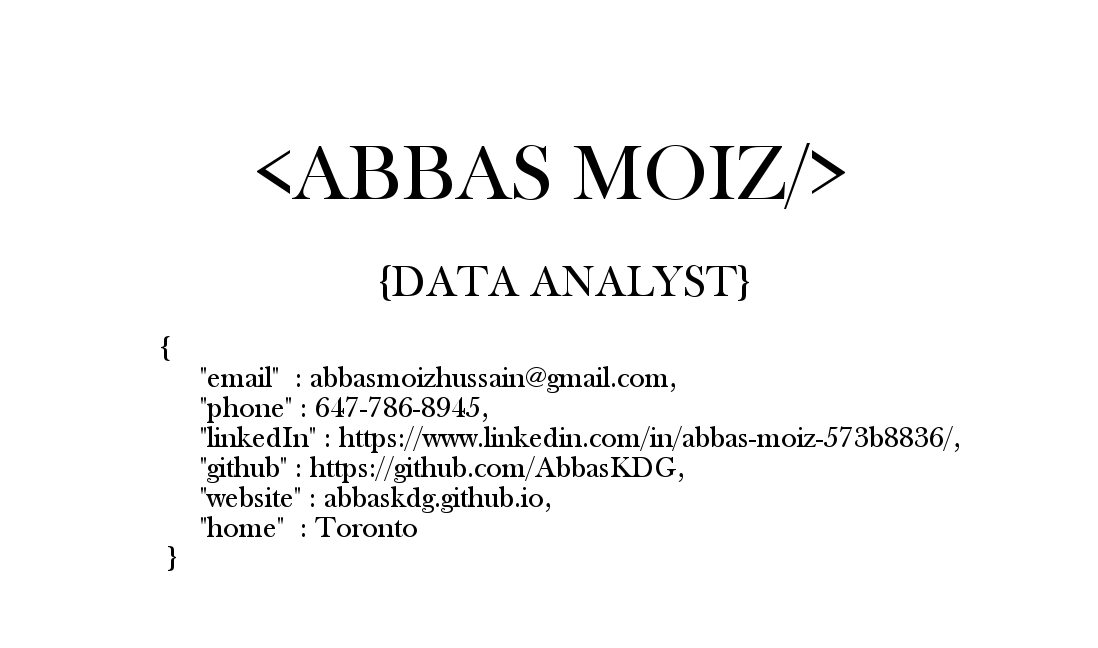 <ABBAS MOIZ/>
{DATA ANALYST}
{
"email"  : abbasmoizhussain@gmail.com,
"phone" : 647-786-8945,
"linkedIn" : https://www.linkedin.com/in/abbas-moiz-573b8836/,
"github" : https://github.com/AbbasKDG,
"website" : abbaskdg.github.io,
"home"  : Toronto
}